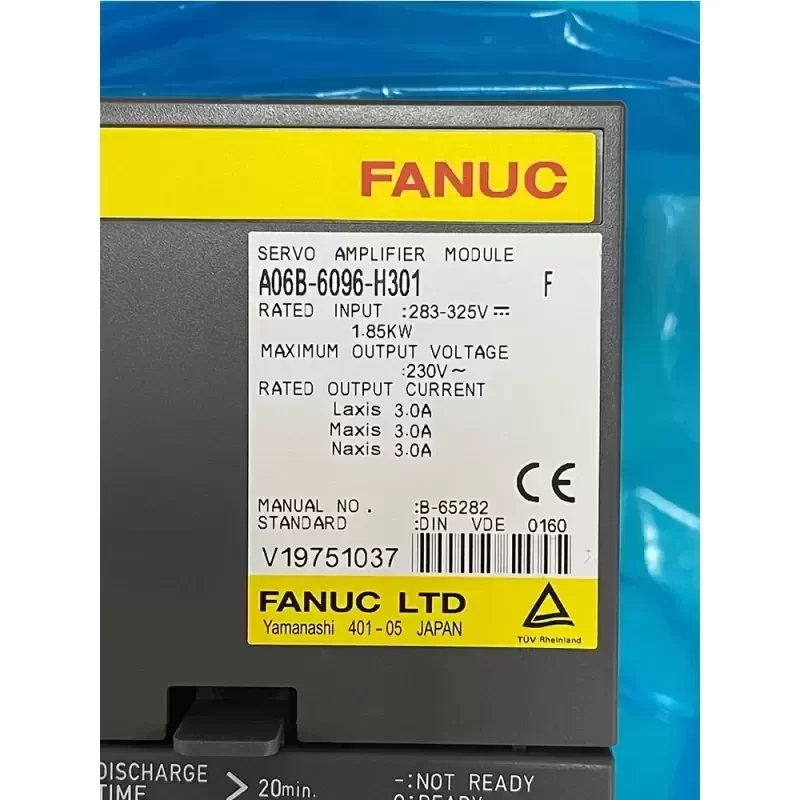 FANUC
SERVO AMPLIFIER MODULE
A06B-6096-H301 F
RATED INPUT :283-325V⎓
1.85KW
MAXIMUM OUTPUT VOLTAGE
:230V~
RATED OUTPUT CURRENT
Laxis 3.0A
Maxis 3.0A
Naxis 3.0A
CE
MANUAL NO. :B-65282
STANDARD :DIN VDE 0160
V19751037
FANUC LTD
Yamanashi 401-05 JAPAN
TÜV Rheinland
DISCHARGE
TIME > 20min.
-:NOT READY
0:READY